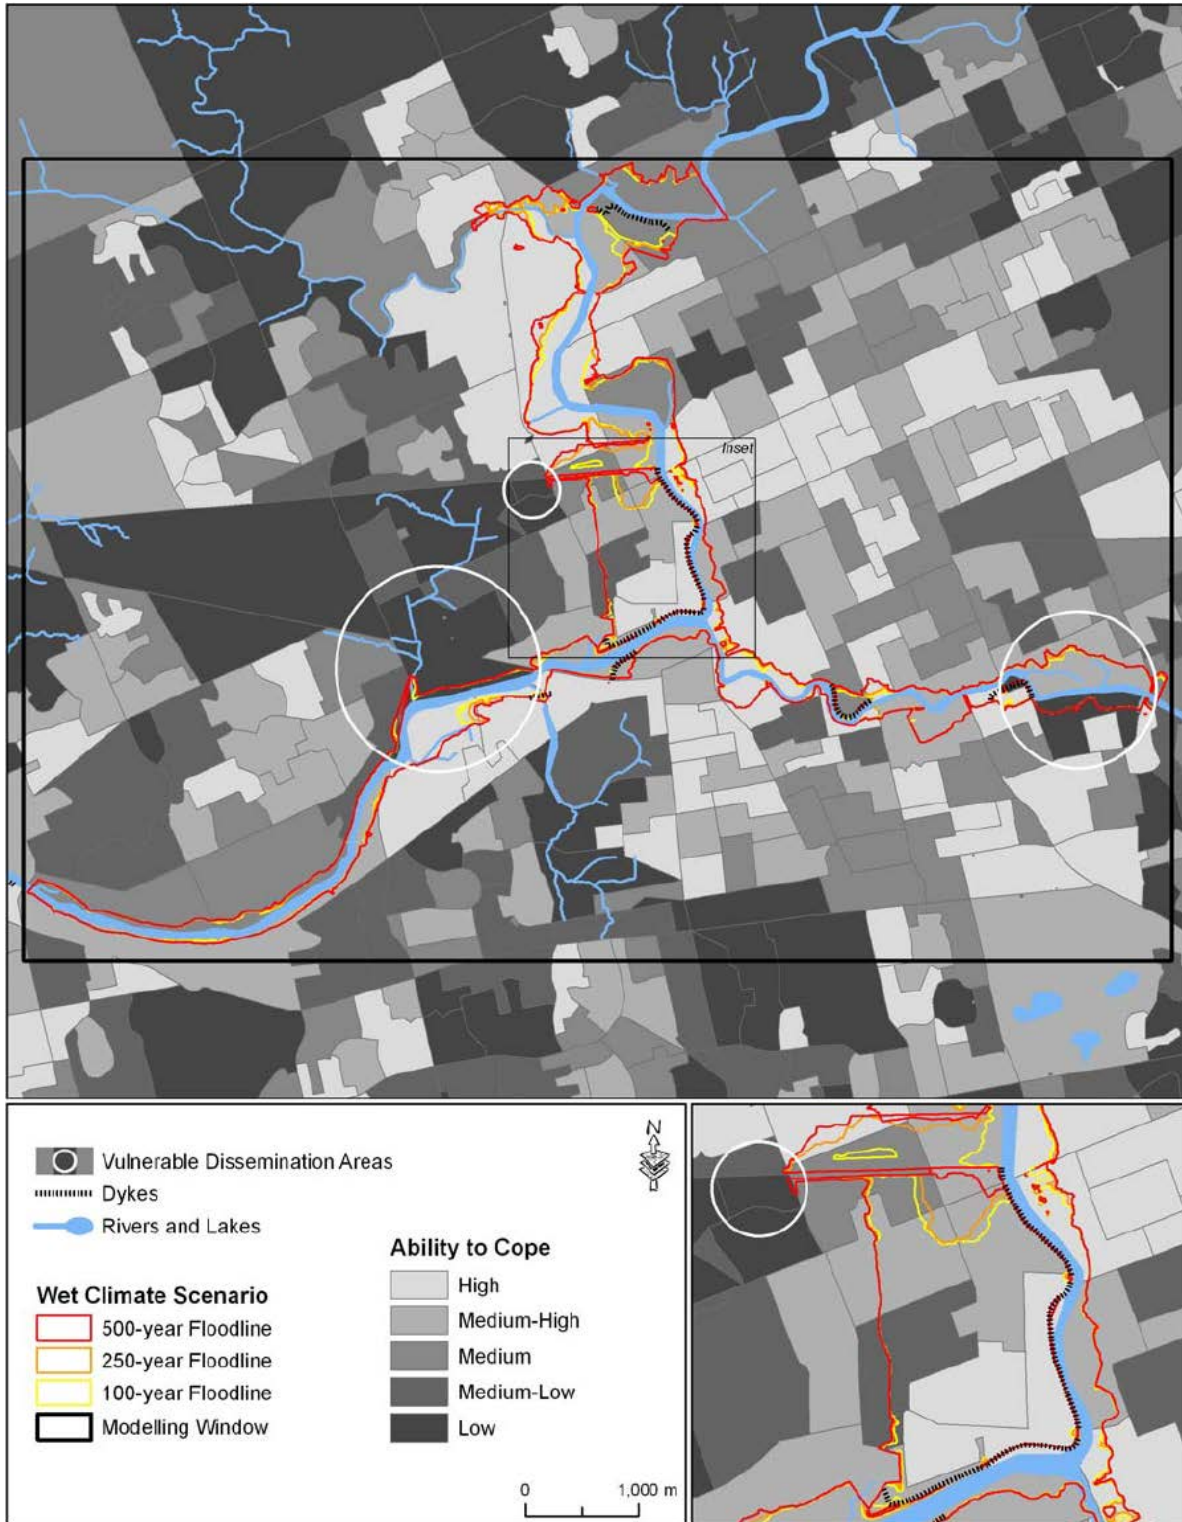 Inset
N
Vulnerable Dissemination Areas
Dykes
Rivers and Lakes
Wet Climate Scenario
500-year Floodline
250-year Floodline
100-year Floodline
Modelling Window
Ability to Cope
High
Medium-High
Medium
Medium-Low
Low
0 1,000 m